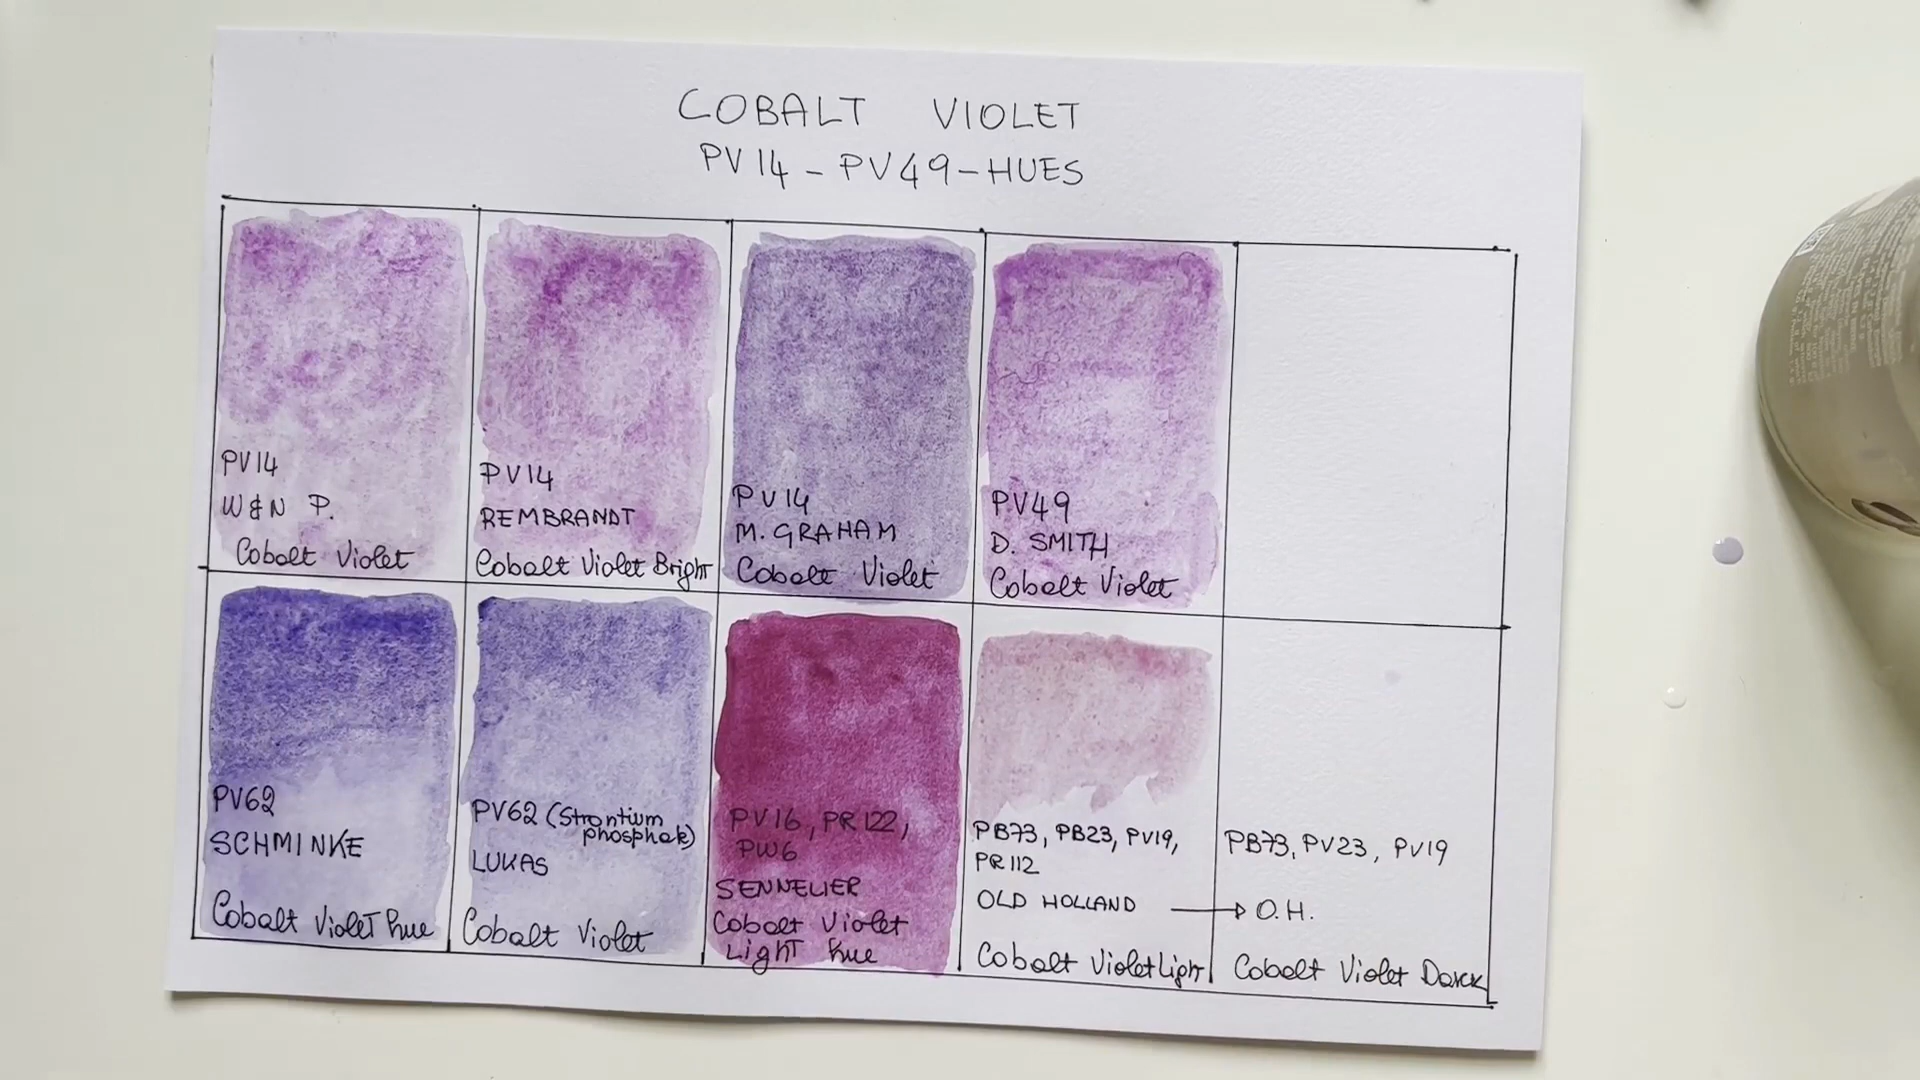 COBALT VIOLET
PV14 - PV49 - HUES
PV14
W&N P.
Cobalt Violet
PV14
REMBRANDT
Cobalt Violet Bright
PV14
M. GRAHAM
Cobalt Violet
PV49
D. SMITH
Cobalt Violet
PV62
SCHMINKE
Cobalt Violet hue
PV62 (Strontium
phosphate)
LUKAS
Cobalt Violet
PV16, PR122,
PW6
SENNELIER
Cobalt Violet
Light hue
PB73, PB23, PV19,
PR112
OLD HOLLAND
Cobalt Violet Light
PB73, PV23, PV19
→ O.H.
Cobalt Violet Darck